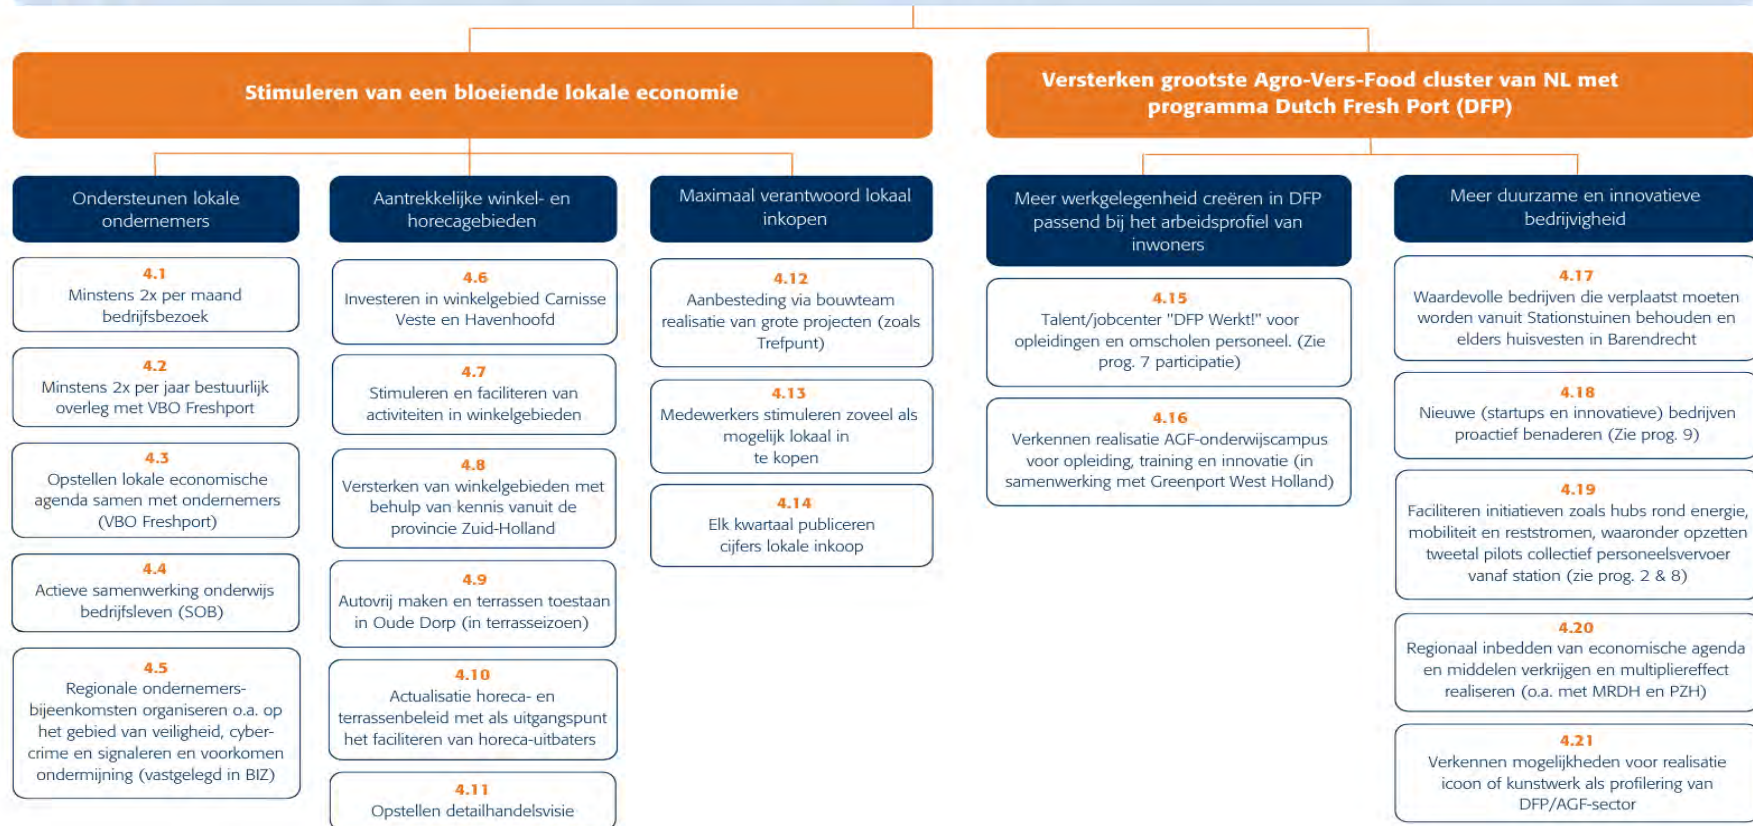 Stimuleren van een bloeiende lokale economie
Versterken grootste Agro-Vers-Food cluster van NL met
programma Dutch Fresh Port (DFP)
Ondersteunen lokale
ondernemers
4.1
Minstens 2x per maand
bedrijfsbezoek
4.2
Minstens 2x per jaar bestuurlijk
overleg met VBO Freshport
4.3
Opstellen lokale economische
agenda samen met ondernemers
(VBO Freshport)
4.4
Actieve samenwerking onderwijs
bedrijfsleven (SOB)
4.5
Regionale ondernemers-
bijeenkomsten organiseren o.a. op
het gebied van veiligheid, cyber-
crime en signaleren en voorkomen
ondermijning (vastgelegd in BIZ)
Aantrekkelijke winkel- en
horecagebieden
4.6
Investeren in winkelgebied Carnisse
Veste en Havenhoofd
4.7
Stimuleren en faciliteren van
activiteiten in winkelgebieden
4.8
Versterken van winkelgebieden met
behulp van kennis vanuit de
provincie Zuid-Holland
4.9
Autovrij maken en terrassen toestaan
in Oude Dorp (in terrasseizoen)
4.10
Actualisatie horeca- en
terrassenbeleid met als uitgangspunt
het faciliteren van horeca-uitbaters
4.11
Opstellen detailhandelsvisie
Maximaal verantwoord lokaal
inkopen
4.12
Aanbesteding via bouwteam
realisatie van grote projecten (zoals
Trefpunt)
4.13
Medewerkers stimuleren zoveel als
mogelijk lokaal in
te kopen
4.14
Elk kwartaal publiceren
cijfers lokale inkoop
Meer werkgelegenheid creëren in DFP
passend bij het arbeidsprofiel van
inwoners
4.15
Talent/jobcenter "DFP Werkt!" voor
opleidingen en omscholen personeel. (Zie
prog. 7 participatie)
4.16
Verkennen realisatie AGF-onderwijscampus
voor opleiding, training en innovatie (in
samenwerking met Greenport West Holland)
Meer duurzame en innovatieve
bedrijvigheid
4.17
Waardevolle bedrijven die verplaatst moeten
worden vanuit Stationstuinen behouden en
elders huisvesten in Barendrecht
4.18
Nieuwe (startups en innovatieve) bedrijven
proactief benaderen (Zie prog. 9)
4.19
Faciliteren initiatieven zoals hubs rond energie,
mobiliteit en reststromen, waaronder opzetten
tweetal pilots collectief personeelsvervoer
vanaf station (zie prog. 2 & 8)
4.20
Regionaal inbedden van economische agenda
en middelen verkrijgen en multipliereffect
realiseren (o.a. met MRDH en PZH)
4.21
Verkennen mogelijkheden voor realisatie
icoon of kunstwerk als profilering van
DFP/AGF-sector